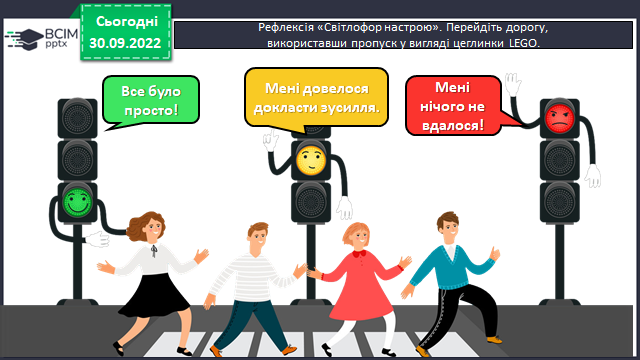 ВСІМ
pptx
Сьогодні
30.09.2022
Рефлексія «Світлофор настрою». Перейдіть дорогу,
використавши пропуск у вигляді цеглинки LEGO.
Все було
просто!
Мені довелося
докласти зусилля.
Мені
нічого не
вдалося!